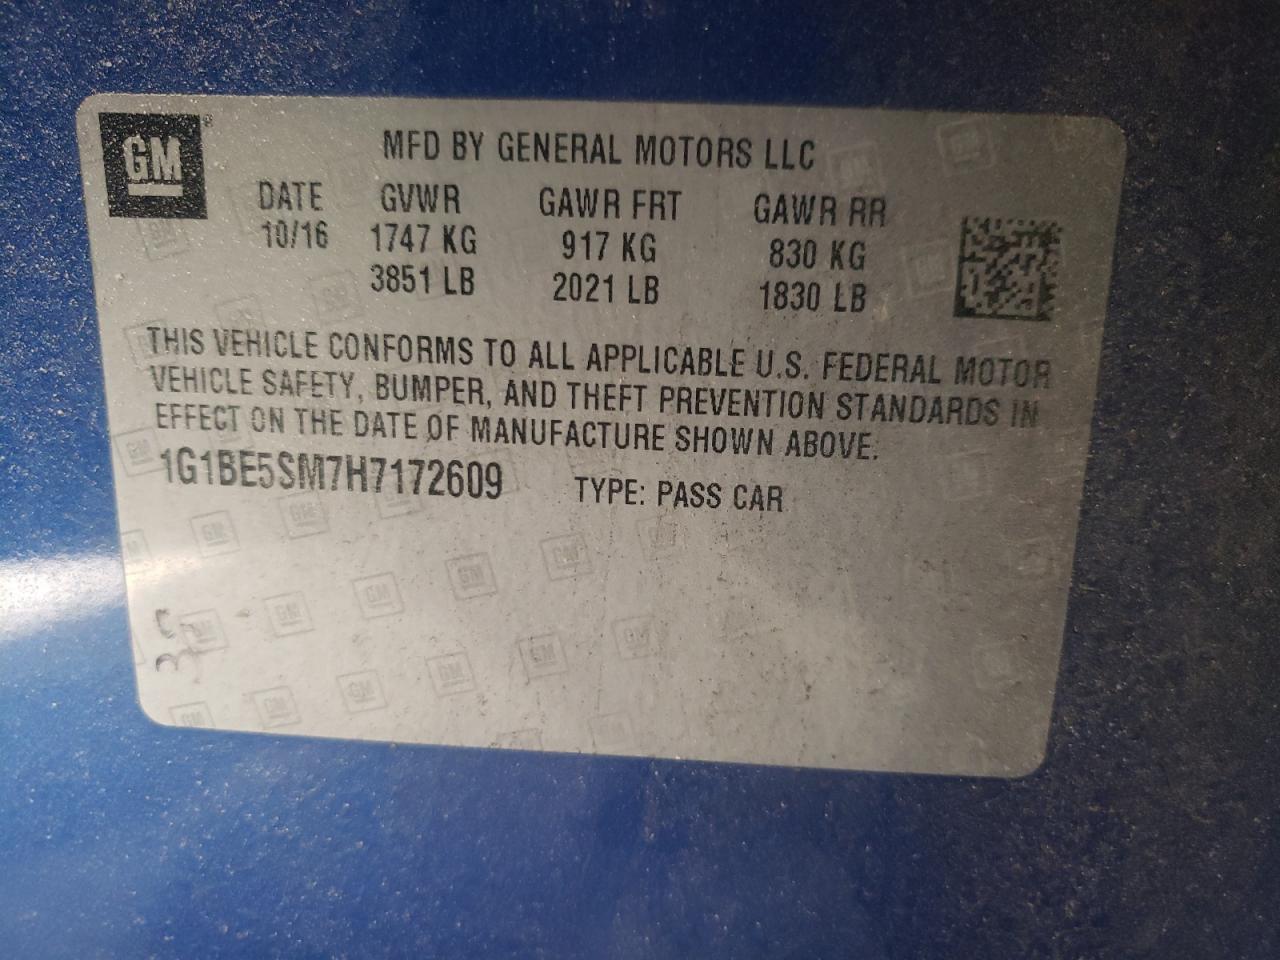 GM
MFD BY GENERAL MOTORS LLC
DATE GVWR GAWR FRT GAWR RR
10/16 1747 KG 917 KG 830 KG
3851 LB 2021 LB 1830 LB
THIS VEHICLE CONFORMS TO ALL APPLICABLE U.S. FEDERAL MOTOR
VEHICLE SAFETY, BUMPER, AND THEFT PREVENTION STANDARDS IN
EFFECT ON THE DATE OF MANUFACTURE SHOWN ABOVE.
1G1BE5SM7H7172609 TYPE: PASS CAR